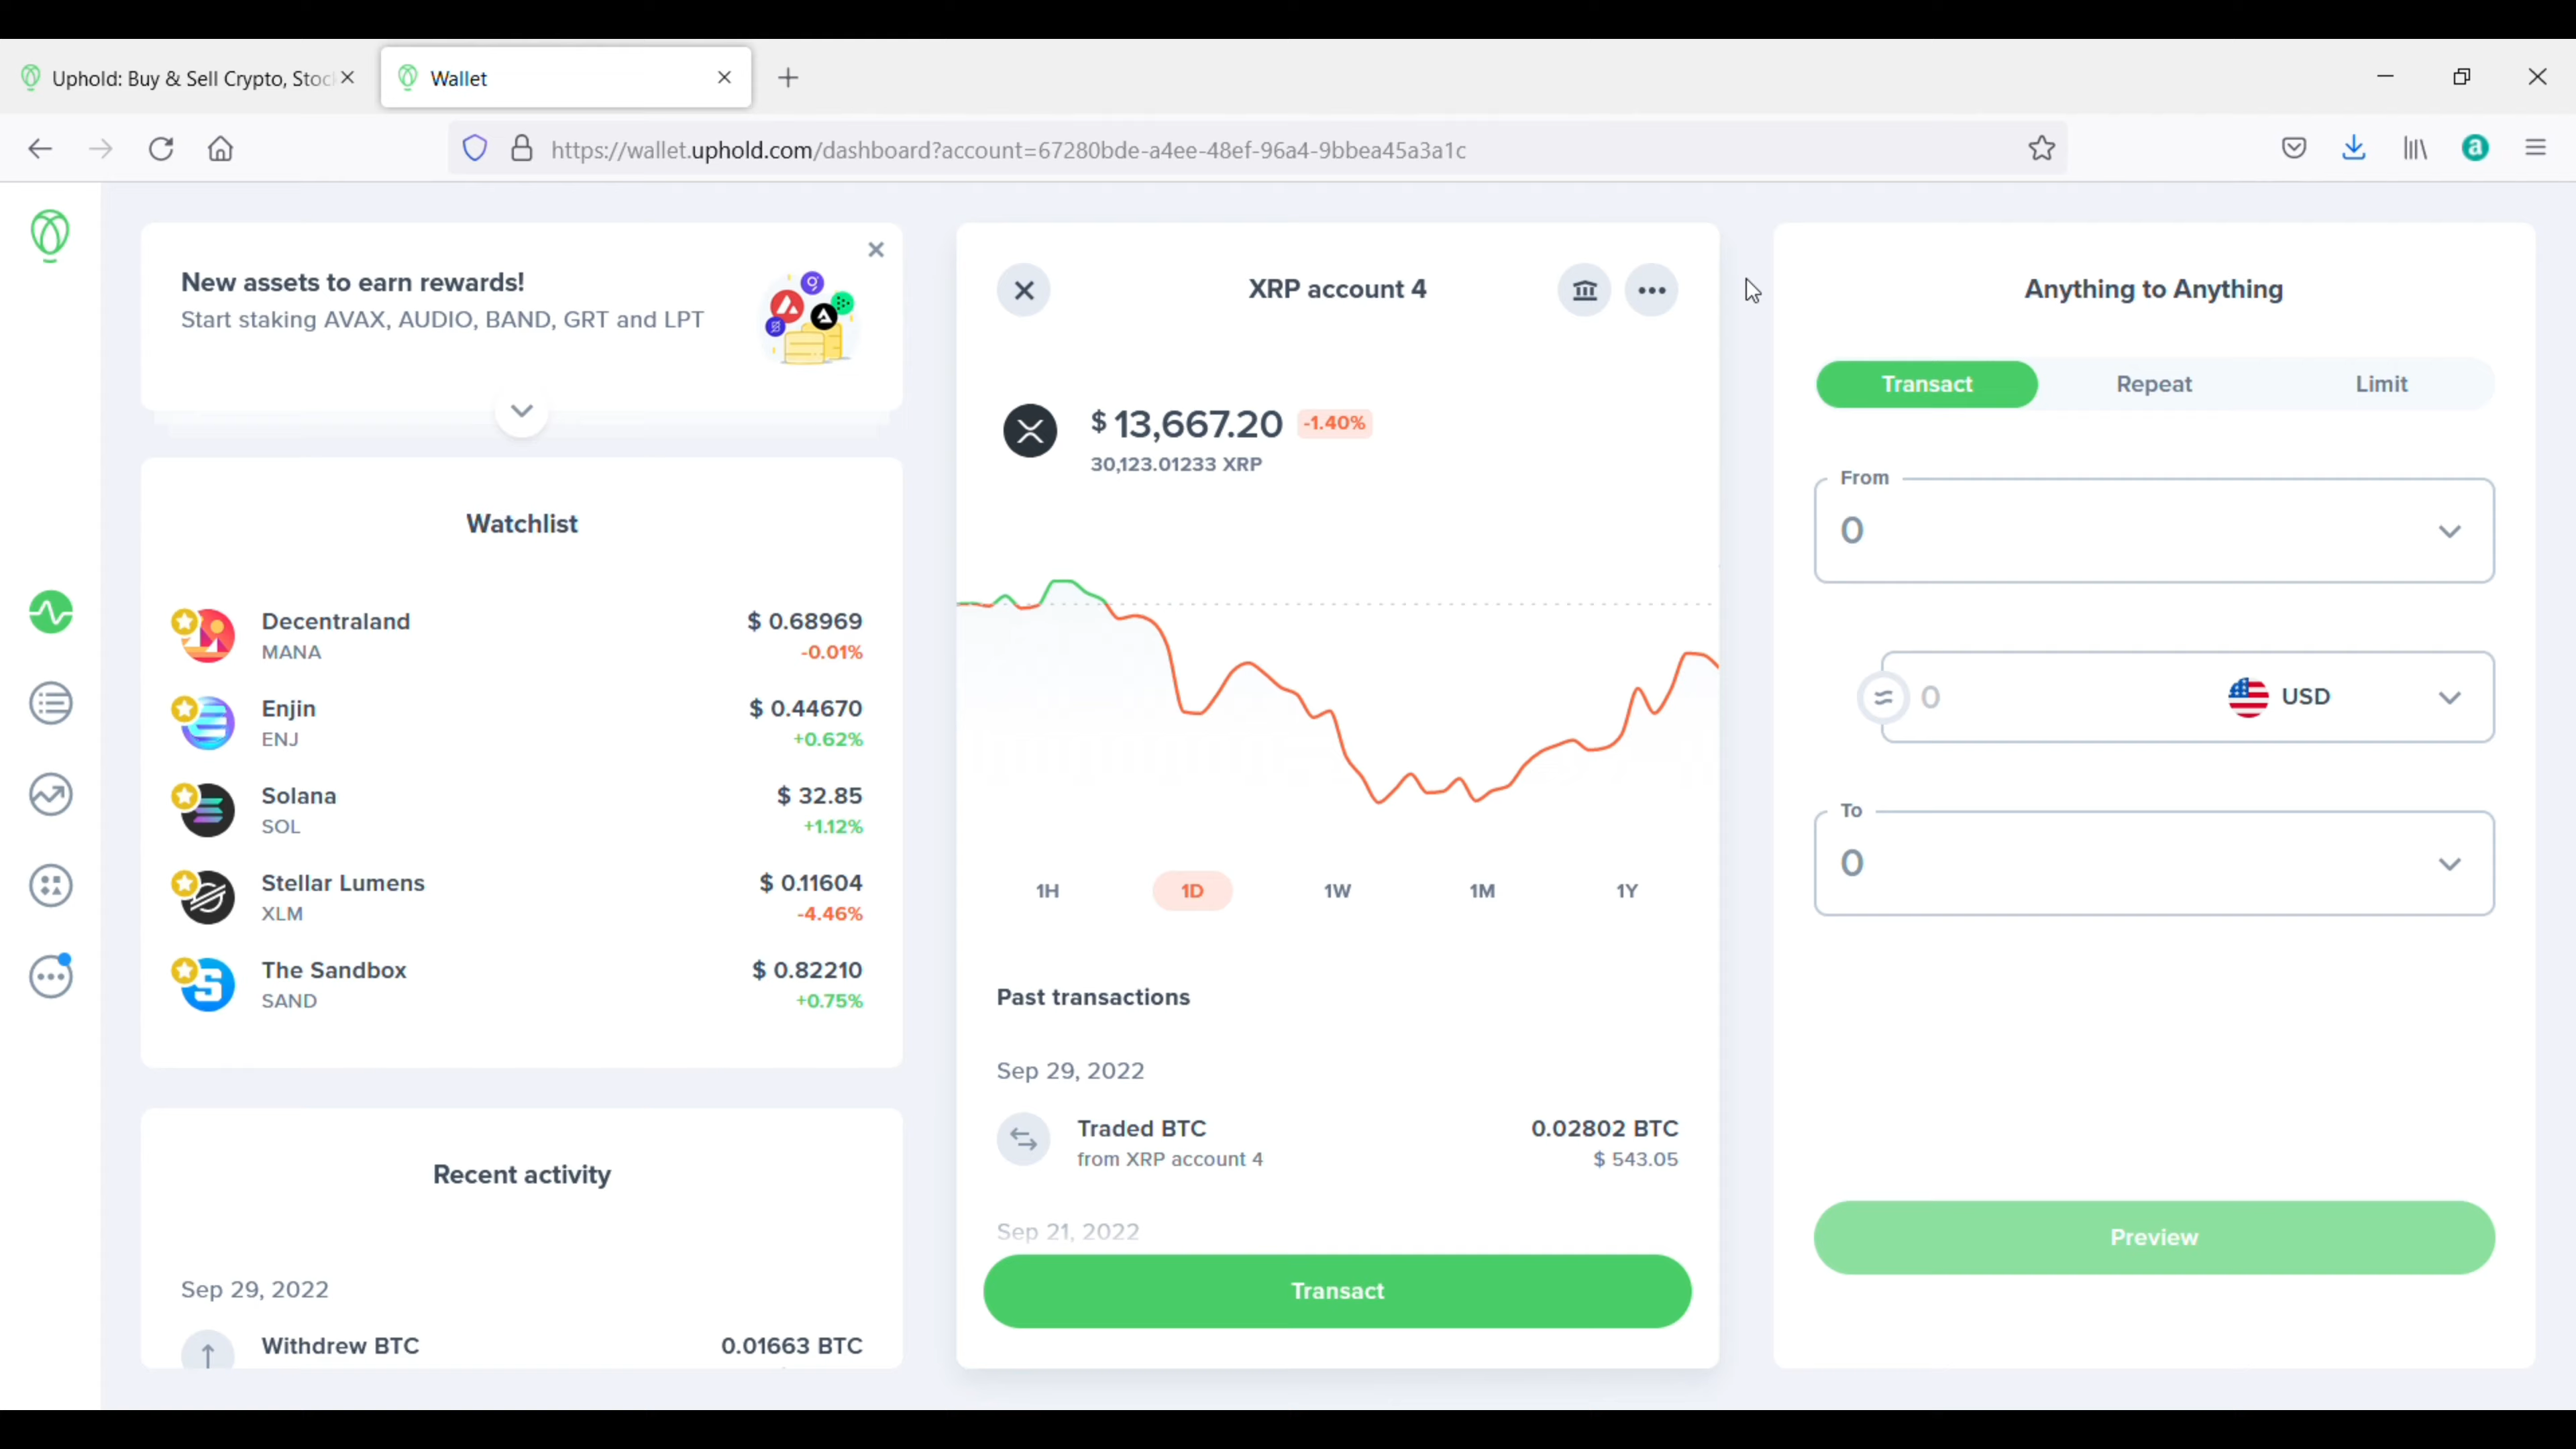 Uphold: Buy & Sell Crypto, Stoc
Wallet
https://wallet.uphold.com/dashboard?account=67280bde-a4ee-48ef-96a4-9bbea45a3a1c
a
New assets to earn rewards!
Start staking AVAX, AUDIO, BAND, GRT and LPT
Watchlist
Decentraland $ 0.68969
MANA -0.01%
Enjin $ 0.44670
ENJ +0.62%
Solana $ 32.85
SOL +1.12%
Stellar Lumens $ 0.11604
XLM -4.46%
The Sandbox $ 0.82210
SAND +0.75%
Recent activity
Sep 29, 2022
Withdrew BTC 0.01663 BTC
XRP account 4
$ 13,667.20 -1.40%
30,123.01233 XRP
1H 1D 1W 1M 1Y
Past transactions
Sep 29, 2022
Traded BTC 0.02802 BTC
from XRP account 4 $ 543.05
Sep 21, 2022
Transact
Anything to Anything
Transact Repeat Limit
From
0
≈ 0 USD
To
0
Preview